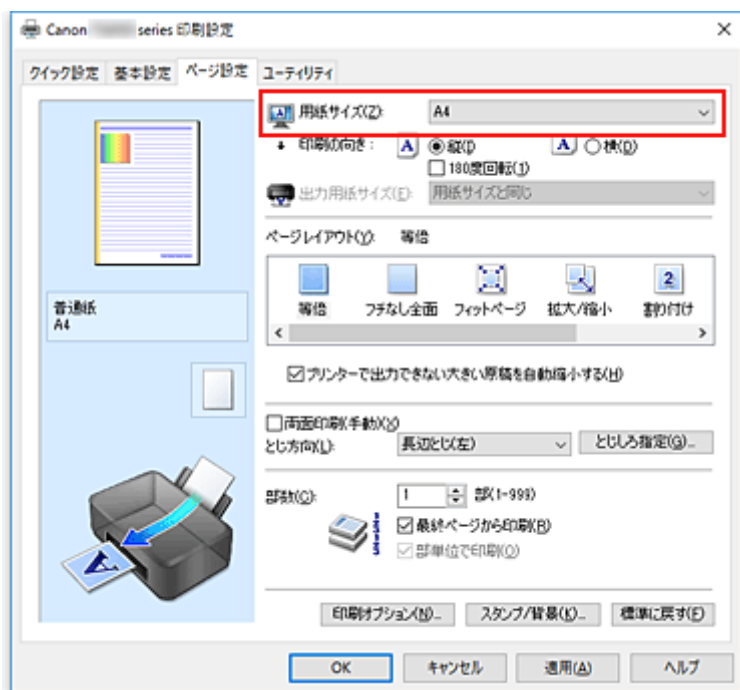 Canon series 印刷設定
クイック設定 基本設定 ページ設定 ユーティリティ
用紙サイズ(Z): A4
印刷の向き: A 縦(I) A 横(D)
180度回転(1)
出力用紙サイズ(E): 用紙サイズと同じ
ページレイアウト(Y): 等倍
等倍 フチなし全面 フィットページ 拡大/縮小 2 割り付け
普通紙
A4
プリンターで出力できない大きい原稿を自動縮小する(H)
両面印刷(手動)(X)
とじ方向(L): 長辺とじ(左) とじしろ指定(G)...
部数(C): 1 部(1-999)
最終ページから印刷(R)
部単位で印刷(O)
印刷オプション(N)... スタンプ/背景(K)... 標準に戻す(F)
OK キャンセル 適用(A) ヘルプ